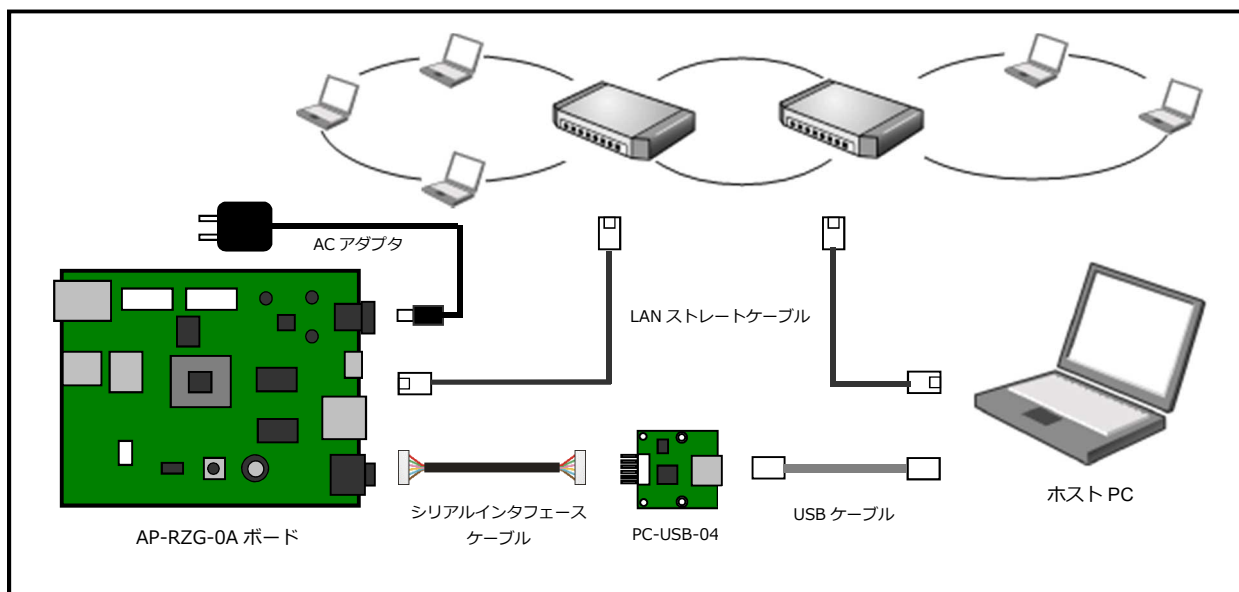 AC アダプタ
LAN ストレートケーブル
シリアルインタフェース
ケーブル
PC-USB-04
USB ケーブル
ホスト PC
AP-RZG-0A ボード